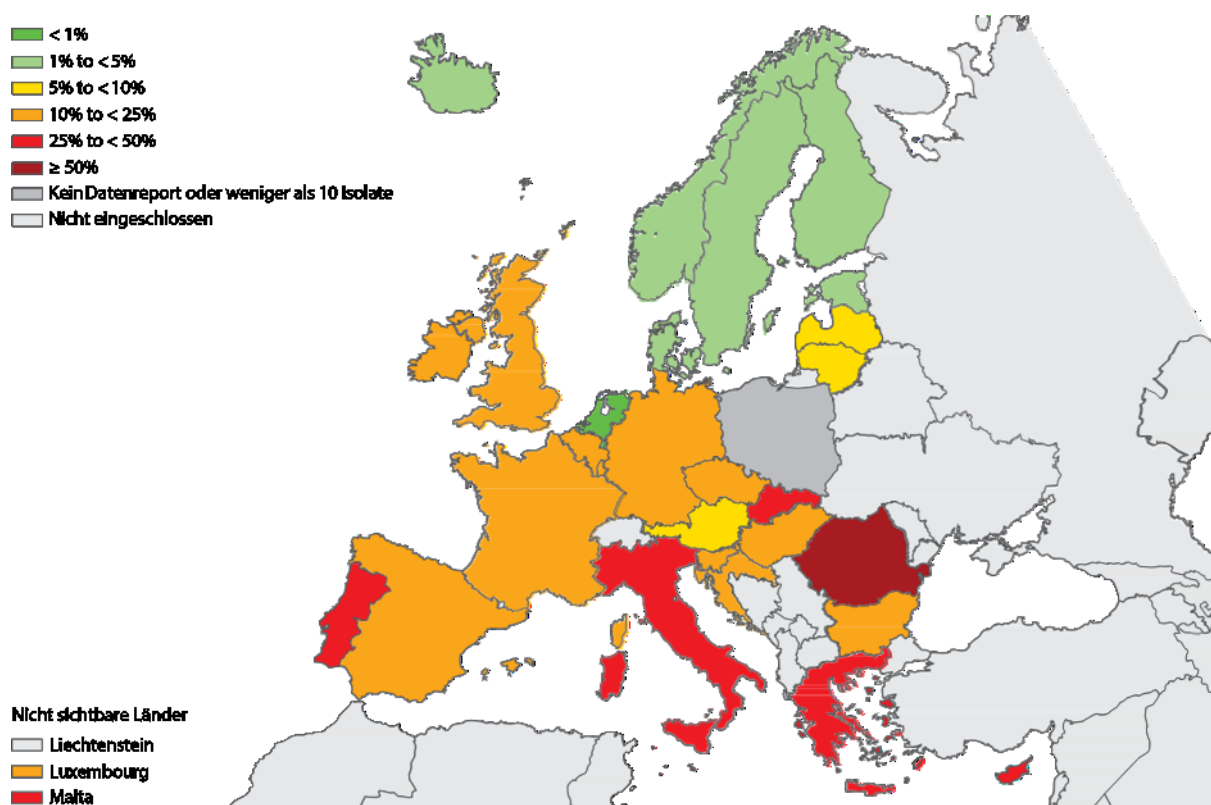 < 1%
1% to < 5%
5% to < 10%
10% to < 25%
25% to < 50%
≥ 50%
Kein Datenreport oder weniger als 10 Isolate
Nicht eingeschlossen
Nicht sichtbare Länder
Liechtenstein
Luxembourg
Malta